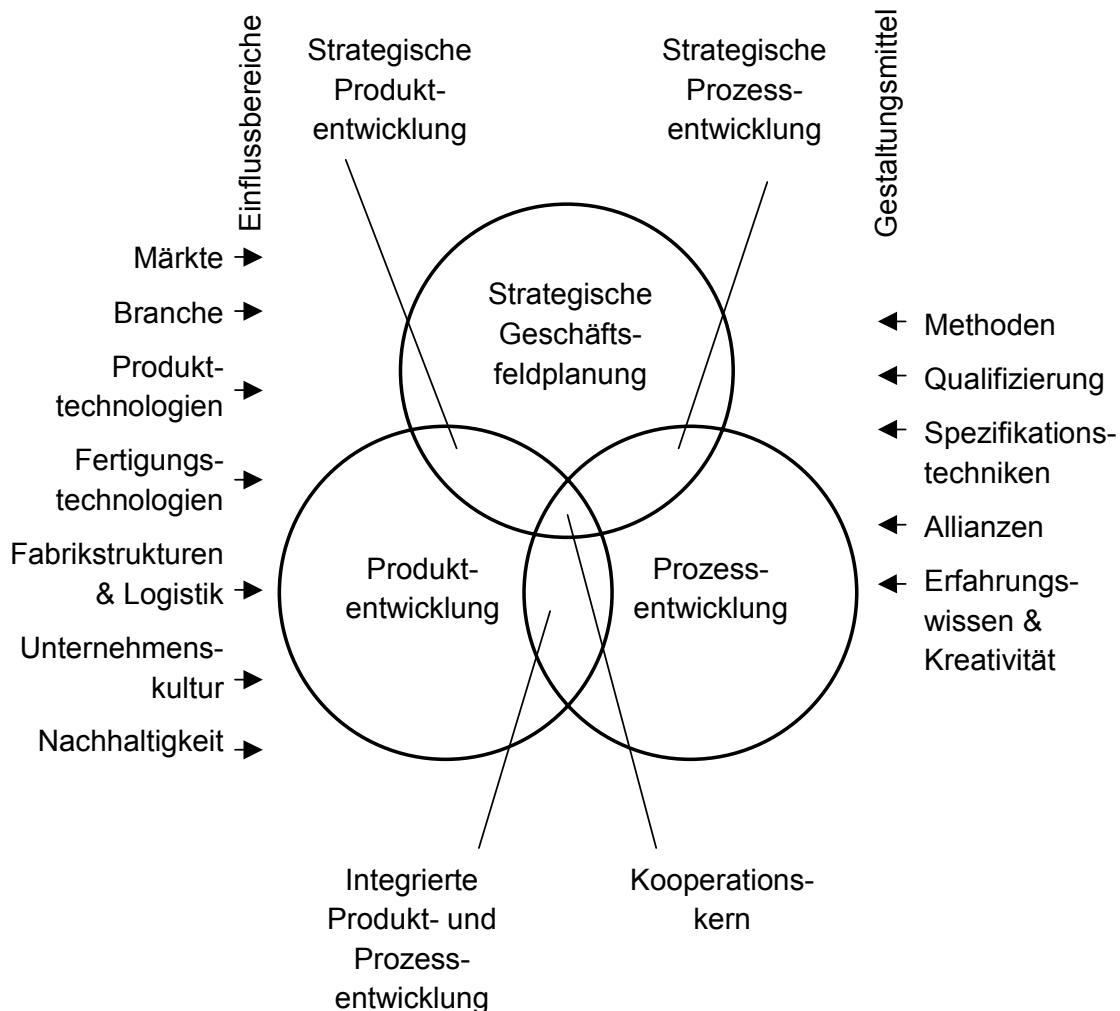 Einflussbereiche
Strategische
Produkt-
entwicklung
Strategische
Prozess-
entwicklung
Gestaltungsmittel
Märkte
Branche
Produkt-
technologien
Fertigungs-
technologien
Fabrikstrukturen
& Logistik
Unternehmens-
kultur
Nachhaltigkeit
Strategische
Geschäfts-
feldplanung
Produkt-
entwicklung
Prozess-
entwicklung
Methoden
Qualifizierung
Spezifikations-
techniken
Allianzen
Erfahrungs-
wissen &
Kreativität
Integrierte
Produkt- und
Prozess-
entwicklung
Kooperations-
kern